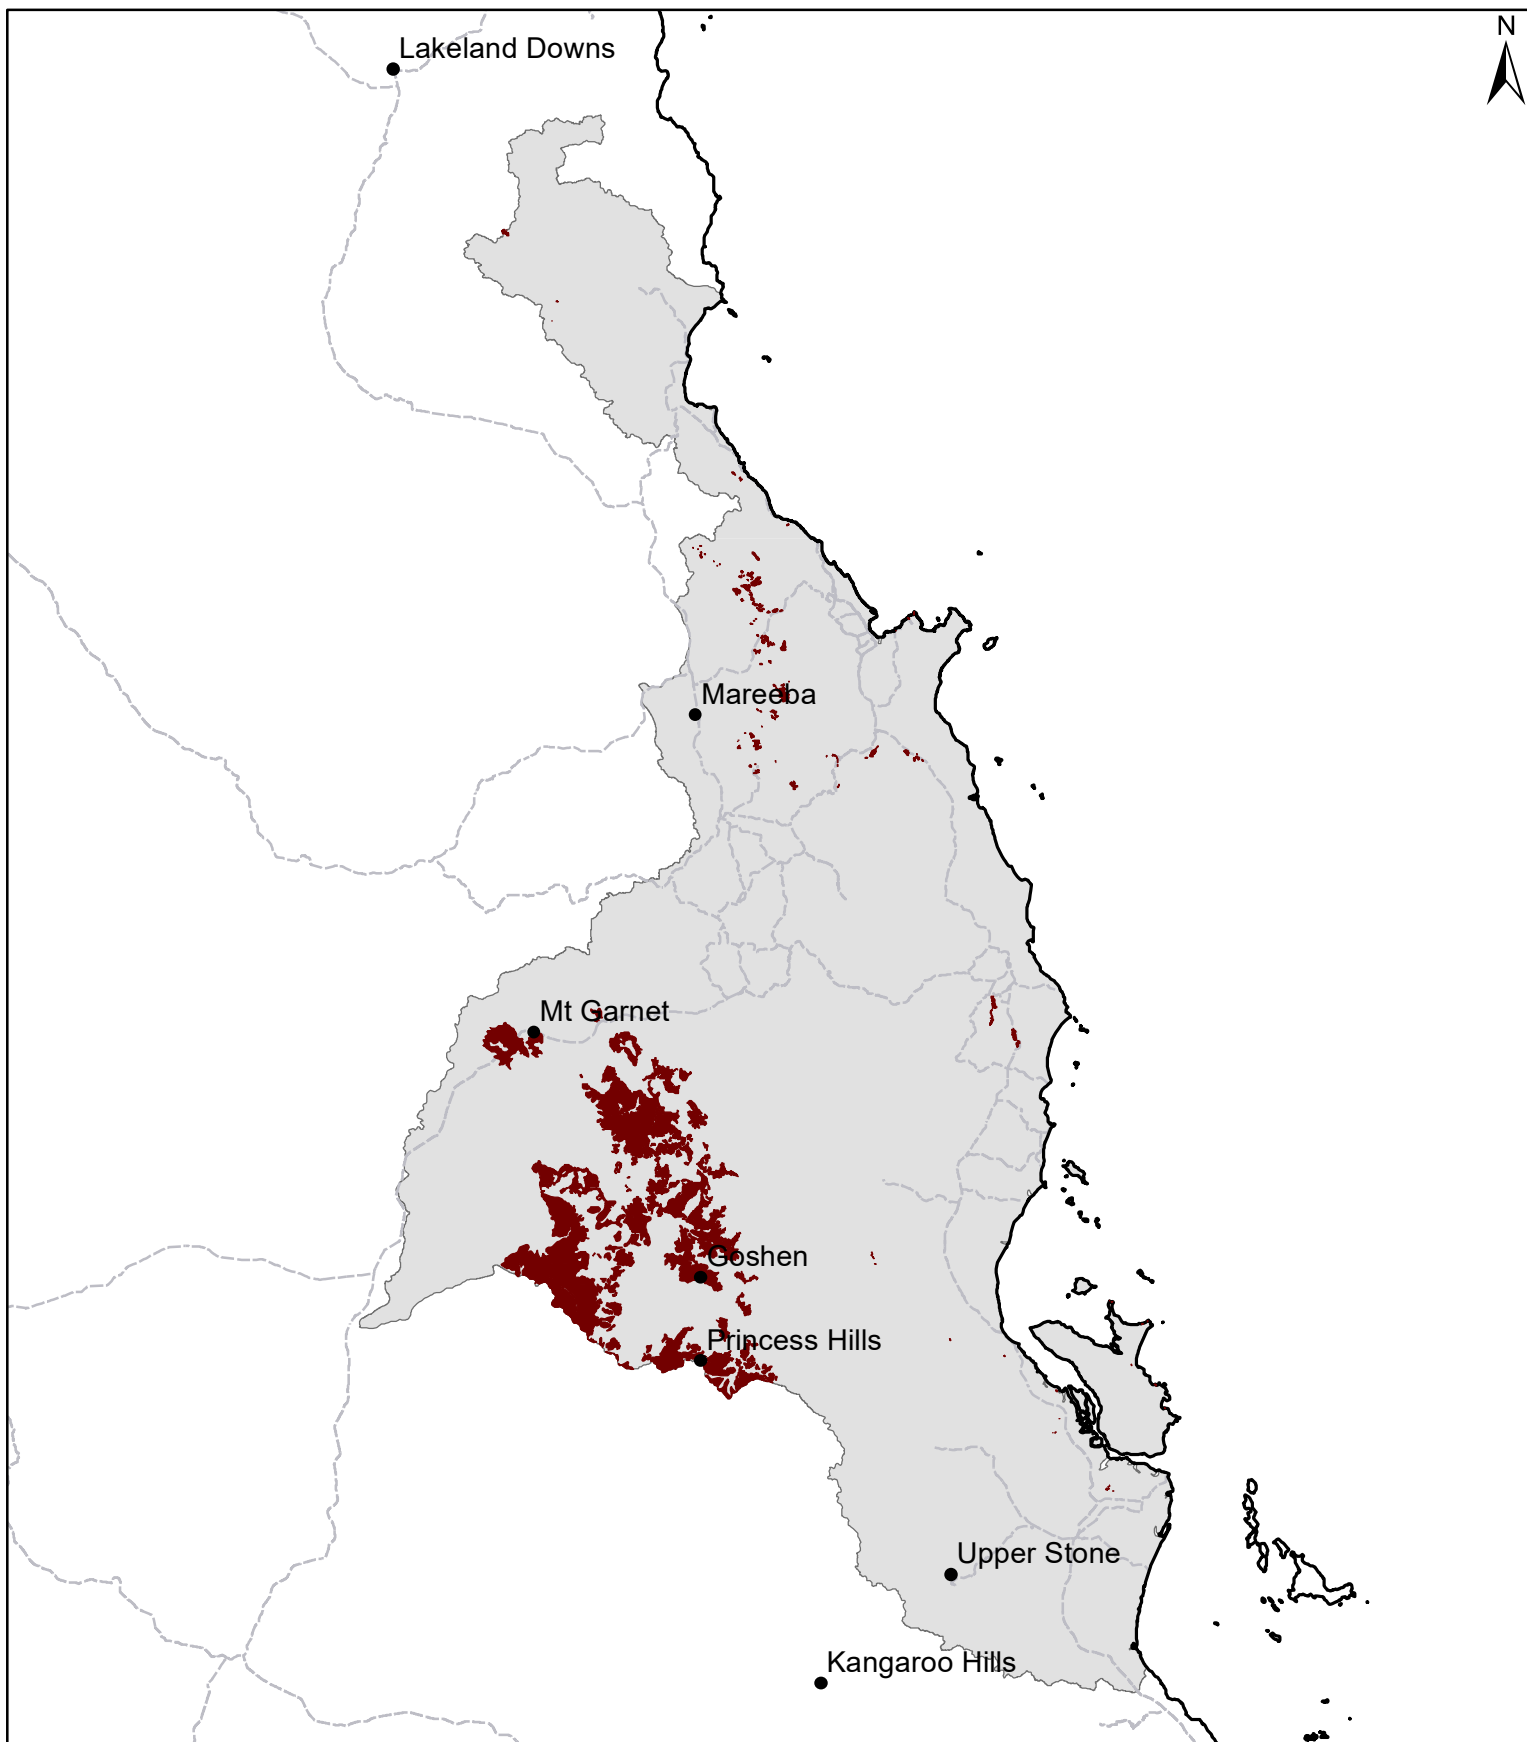 N
Lakeland Downs
Mareeba
Mt Garnet
Goshen
Princess Hills
Upper Stone
Kangaroo Hills